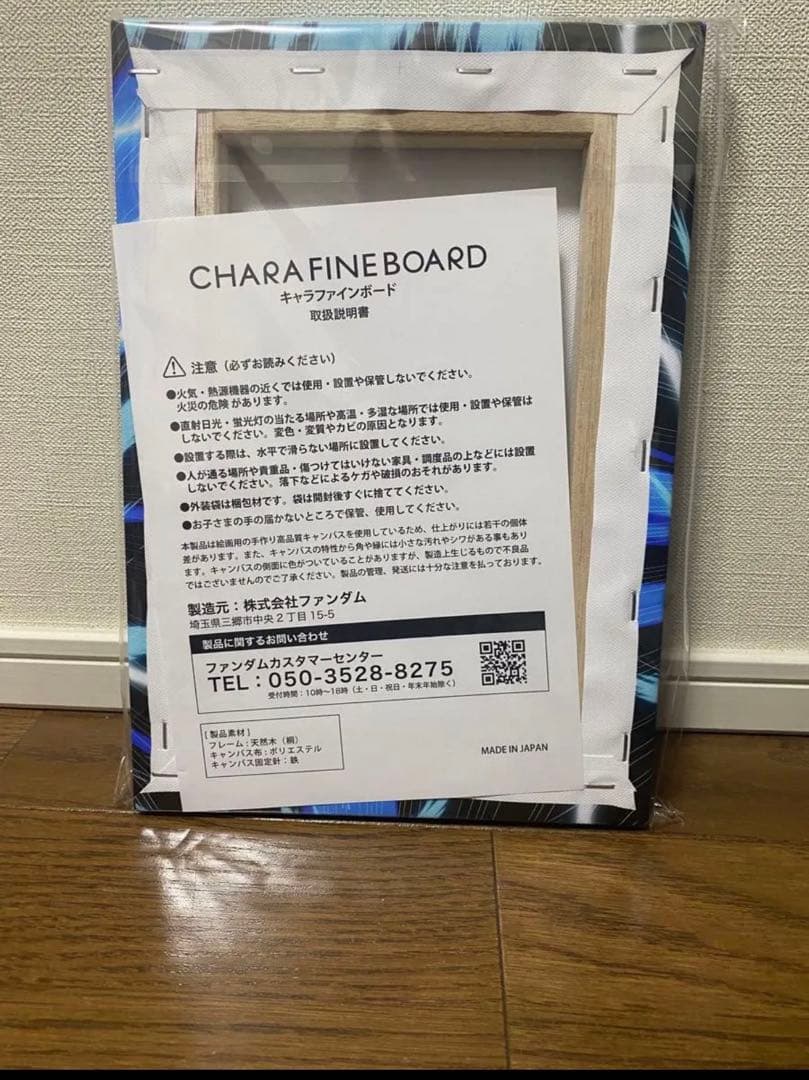 CHARA FINE BOARD
キャラファインボード
取扱説明書
注意（必ずお読みください）
●火気・熱源機器の近くでは使用・設置や保管しないでください。
火災の危険があります。
●直射日光・蛍光灯の当たる場所や高温・多湿な場所では使用・設置や保管は
しないでください。変色・変質やカビの原因となります。
●設置する際は、水平で滑らない場所に設置してください。
●人が通る場所や貴重品・傷つけてはいけない家具・調度品の上などには設置
しないでください。落下などによるケガや破損のおそれがあります。
●外装袋は梱包材です。袋は開封後すぐに捨ててください。
●お子さまの手の届かないところで保管、使用してください。
本製品は絵画用の手作り高品質キャンバスを使用しているため、仕上がりには若干の個体
差があります。また、キャンバスの特性から角や縁には小さな汚れやシワがある事もあり
ます。キャンバスの側面に色がついていることがありますが、製造上生じるもので不良品
ではございませんのでご了承ください。製品の管理、発送には十分な注意を払っております。
製造元：株式会社ファンダム
埼玉県三郷市中央2丁目15-5
製品に関するお問い合わせ
ファンダムカスタマーセンター
TEL：050-3528-8275
受付時間：10時〜18時（土・日・祝日・年末年始除く）
[製品素材]
フレーム：天然木（桐）
キャンバス布：ポリエステル
キャンバス固定針：鉄
MADE IN JAPAN